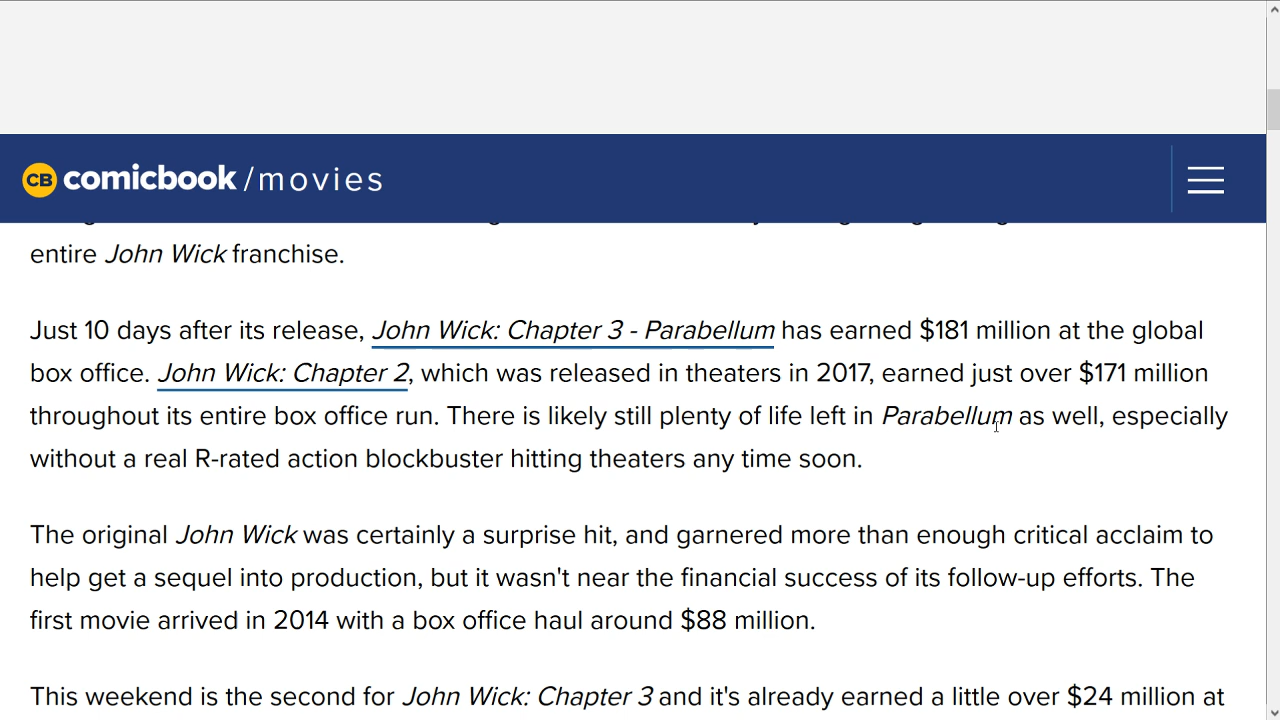 CB comicbook /movies
entire John Wick franchise.
Just 10 days after its release, John Wick: Chapter 3 - Parabellum has earned $181 million at the global
box office. John Wick: Chapter 2, which was released in theaters in 2017, earned just over $171 million
throughout its entire box office run. There is likely still plenty of life left in Parabellum as well, especially
without a real R-rated action blockbuster hitting theaters any time soon.
The original John Wick was certainly a surprise hit, and garnered more than enough critical acclaim to
help get a sequel into production, but it wasn't near the financial success of its follow-up efforts. The
first movie arrived in 2014 with a box office haul around $88 million.
This weekend is the second for John Wick: Chapter 3 and it's already earned a little over $24 million at